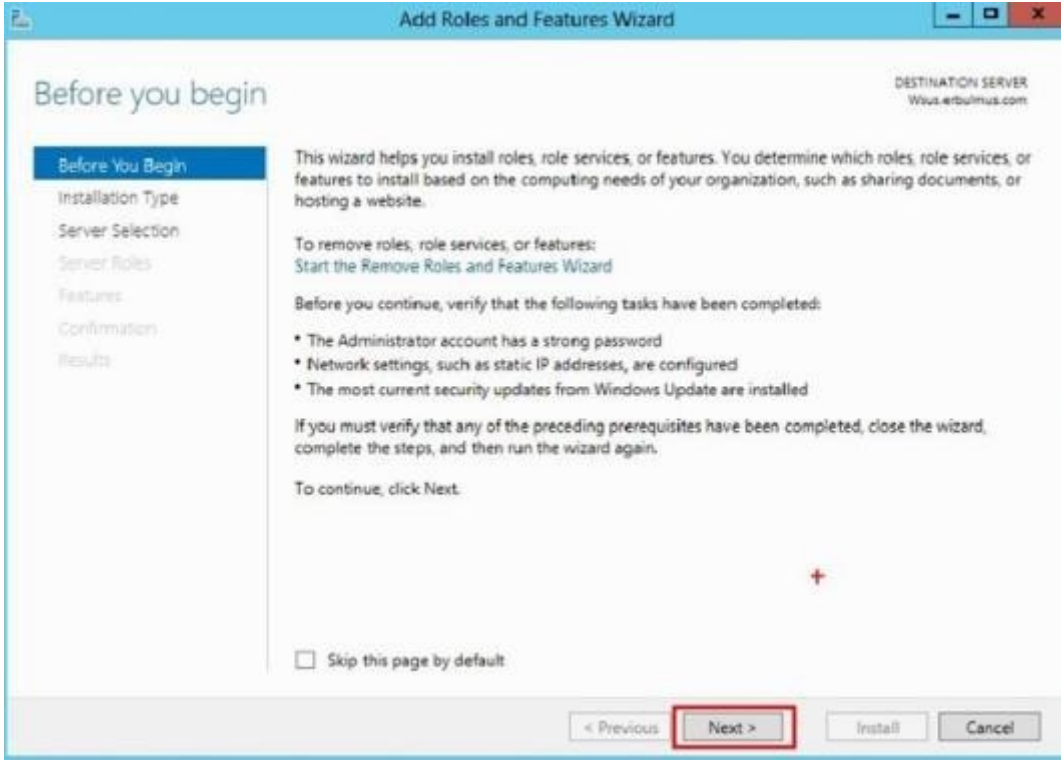 Add Roles and Features Wizard
Before you begin
DESTINATION SERVER
Wsus.erbulmus.com
Before You Begin
Installation Type
Server Selection
Server Roles
Features
Confirmation
Results
This wizard helps you install roles, role services, or features. You determine which roles, role services, or
features to install based on the computing needs of your organization, such as sharing documents, or
hosting a website.
To remove roles, role services, or features:
Start the Remove Roles and Features Wizard
Before you continue, verify that the following tasks have been completed:
• The Administrator account has a strong password
• Network settings, such as static IP addresses, are configured
• The most current security updates from Windows Update are installed
If you must verify that any of the preceding prerequisites have been completed, close the wizard,
complete the steps, and then run the wizard again.
To continue, click Next.
Skip this page by default
< Previous Next > Install Cancel